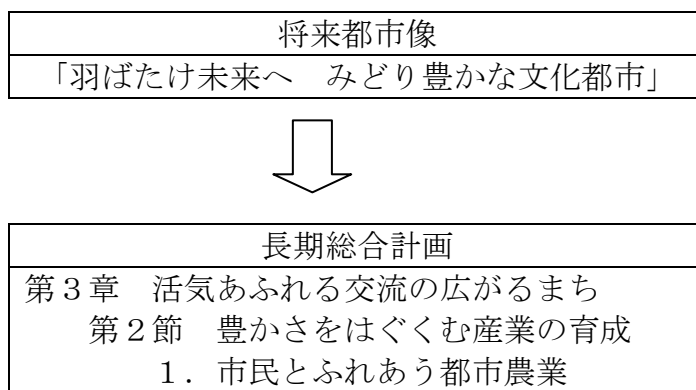 将来都市像
「羽ばたけ未来へ　みどり豊かな文化都市」
長期総合計画
第３章　活気あふれる交流の広がるまち
第２節　豊かさをはぐくむ産業の育成
１．市民とふれあう都市農業